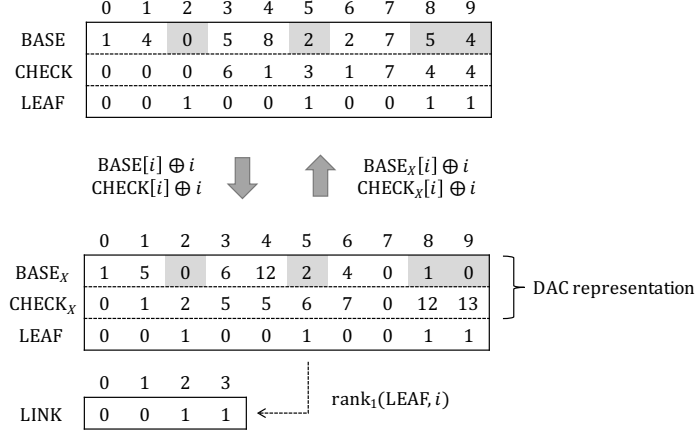 0 1 2 3 4 5 6 7 8 9
BASE 1 4 0 5 8 2 2 7 5 4
CHECK 0 0 0 6 1 3 1 7 4 4
LEAF 0 0 1 0 0 1 0 0 1 1
BASE[i] ⊕ i BASE_X[i] ⊕ i
CHECK[i] ⊕ i CHECK_X[i] ⊕ i
0 1 2 3 4 5 6 7 8 9
BASE_X 1 5 0 6 12 2 4 0 1 0
CHECK_X 0 1 2 5 5 6 7 0 12 13
DAC representation
LEAF 0 0 1 0 0 1 0 0 1 1
0 1 2 3
rank₁(LEAF, i)
LINK 0 0 1 1